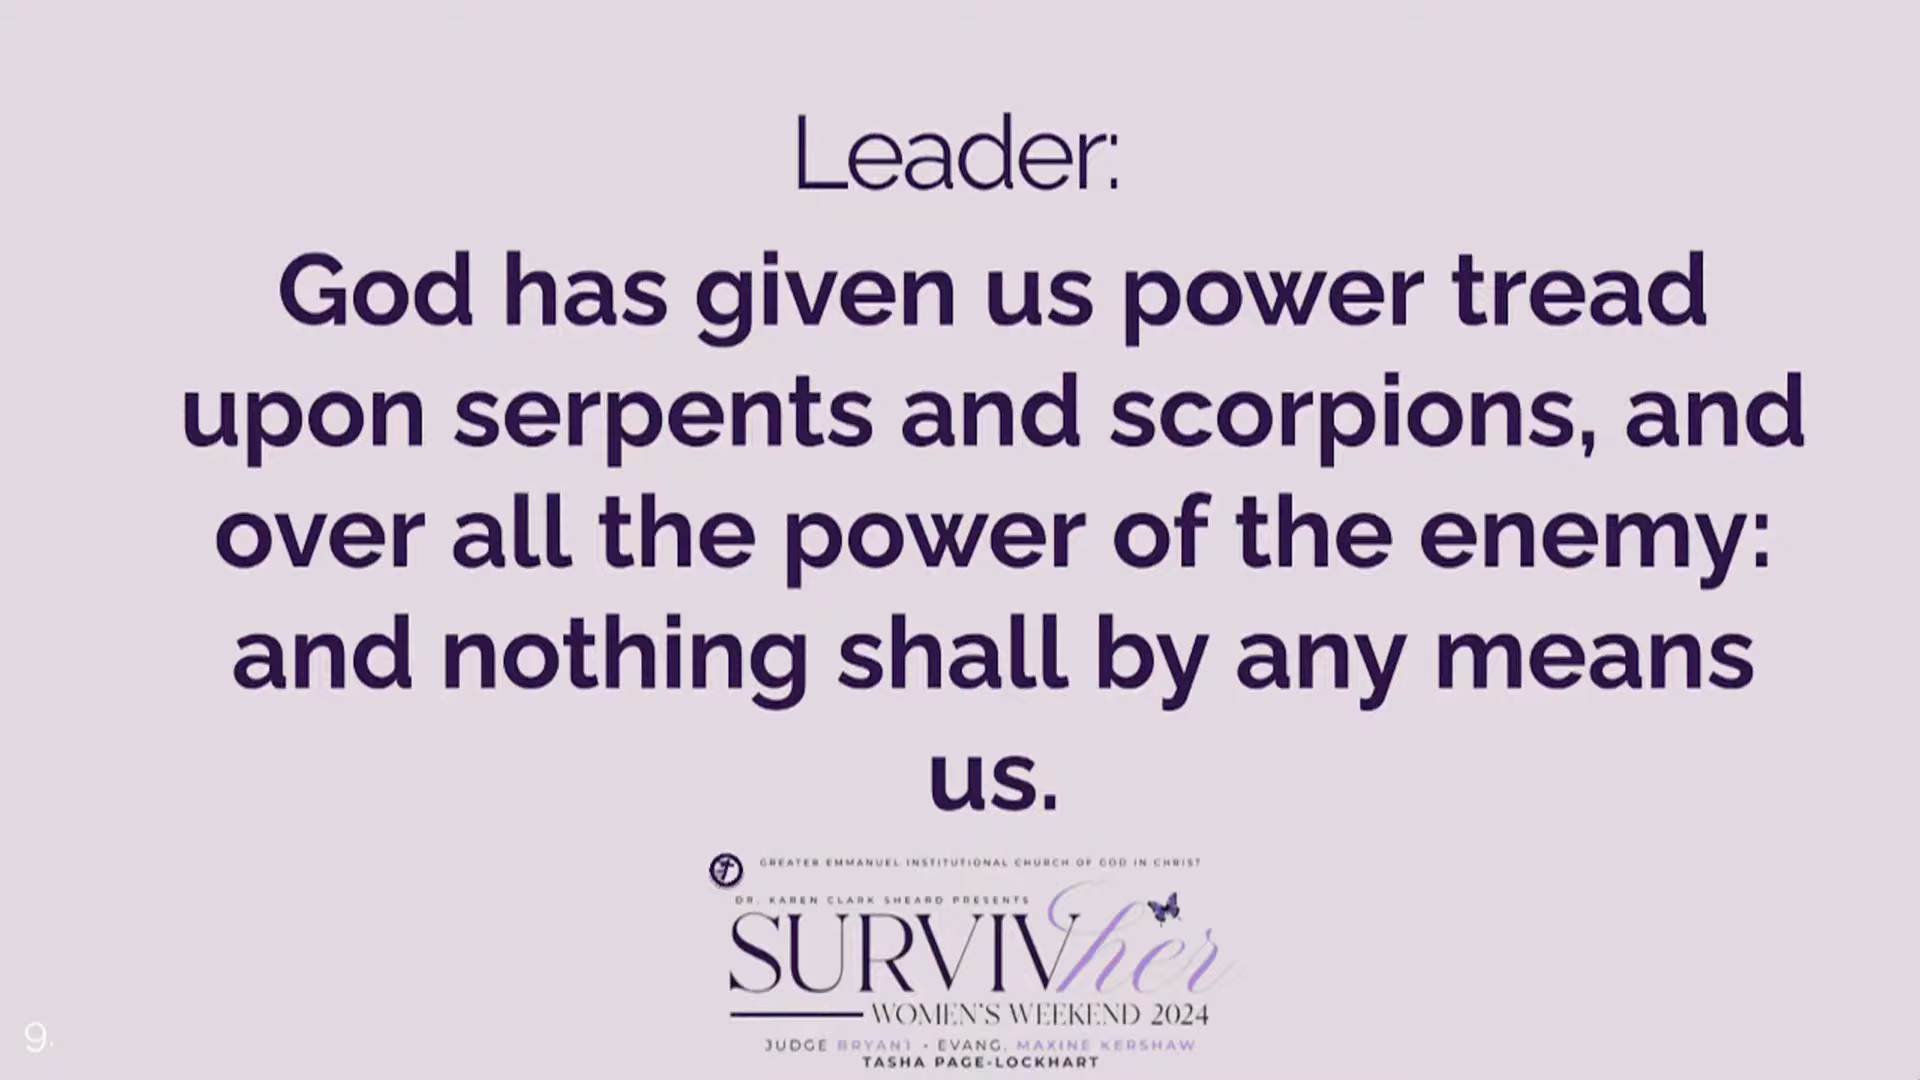 Leader:
God has given us power tread
upon serpents and scorpions, and
over all the power of the enemy:
and nothing shall by any means
us.
GREATER EMMANUEL INSTITUTIONAL CHURCH OF GOD IN CHRIST
DR. KAREN CLARK SHEARD PRESENTS
SURVIVher
WOMEN'S WEEKEND 2024
JUDGE BRYANT • EVANG. MAXINE KERSHAW
TASHA PAGE-LOCKHART
9.